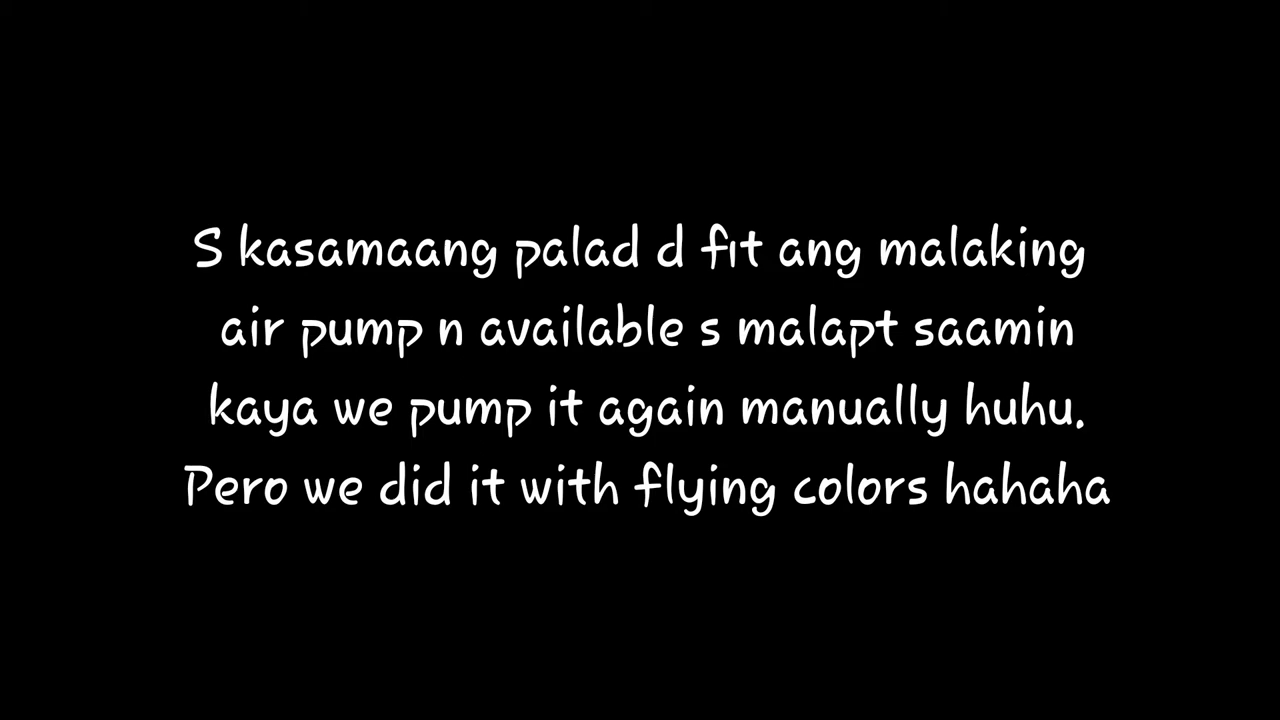 S kasamaang palad d fit ang malaking
air pump n available s malapt saamin
kaya we pump it again manually huhu.
Pero we did it with flying colors hahaha